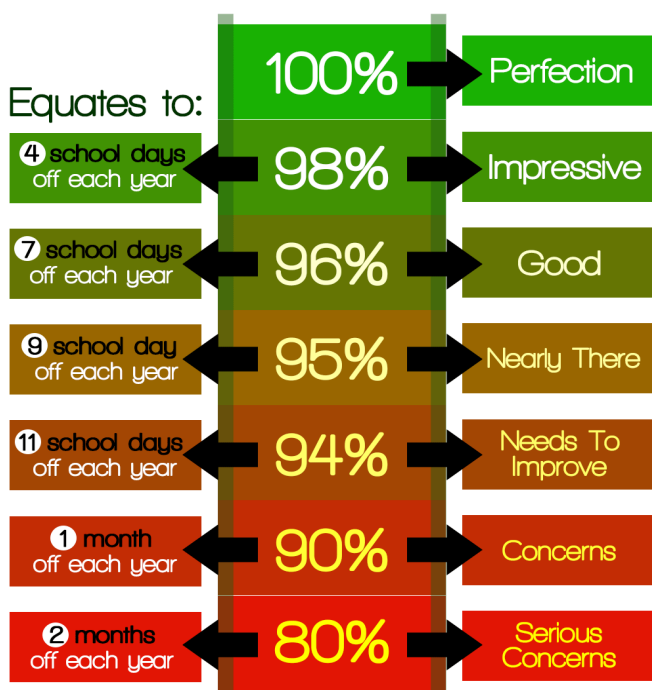 100%
Perfection
Equates to:
4 school days
off each year
98%
Impressive
7 school days
off each year
96%
Good
9 school day
off each year
95%
Nearly There
11 school days
off each year
94%
Needs To
Improve
1 month
off each year
90%
Concerns
2 months
off each year
80%
Serious
Concerns